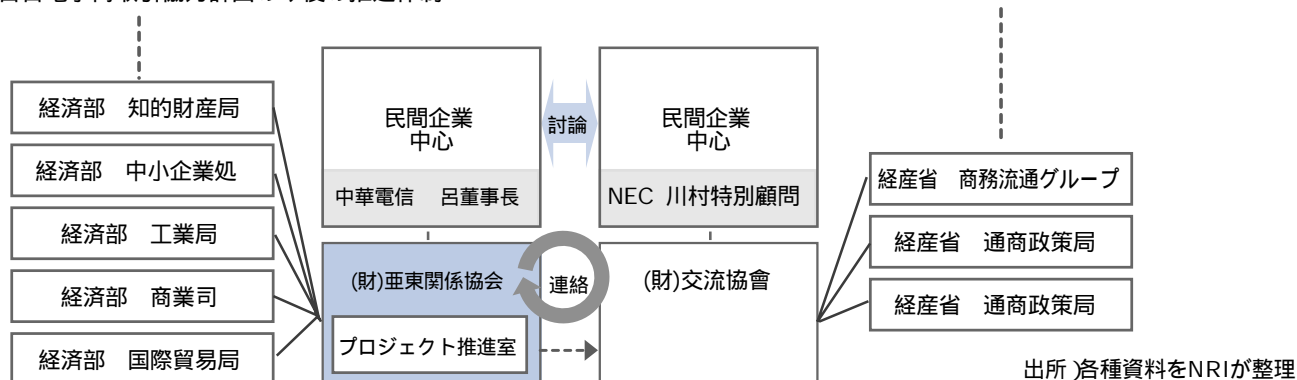 経済部 知的財産局
経済部 中小企業処
経済部 工業局
経済部 商業司
経済部 国際貿易局
民間企業
中心
中華電信 呂董事長
討論
民間企業
中心
NEC 川村特別顧問
(財)亜東関係協会
プロジェクト推進室
連絡
(財)交流協會
経産省 商務流通グループ
経産省 通商政策局
経産省 通商政策局
出所)各種資料をNRIが整理